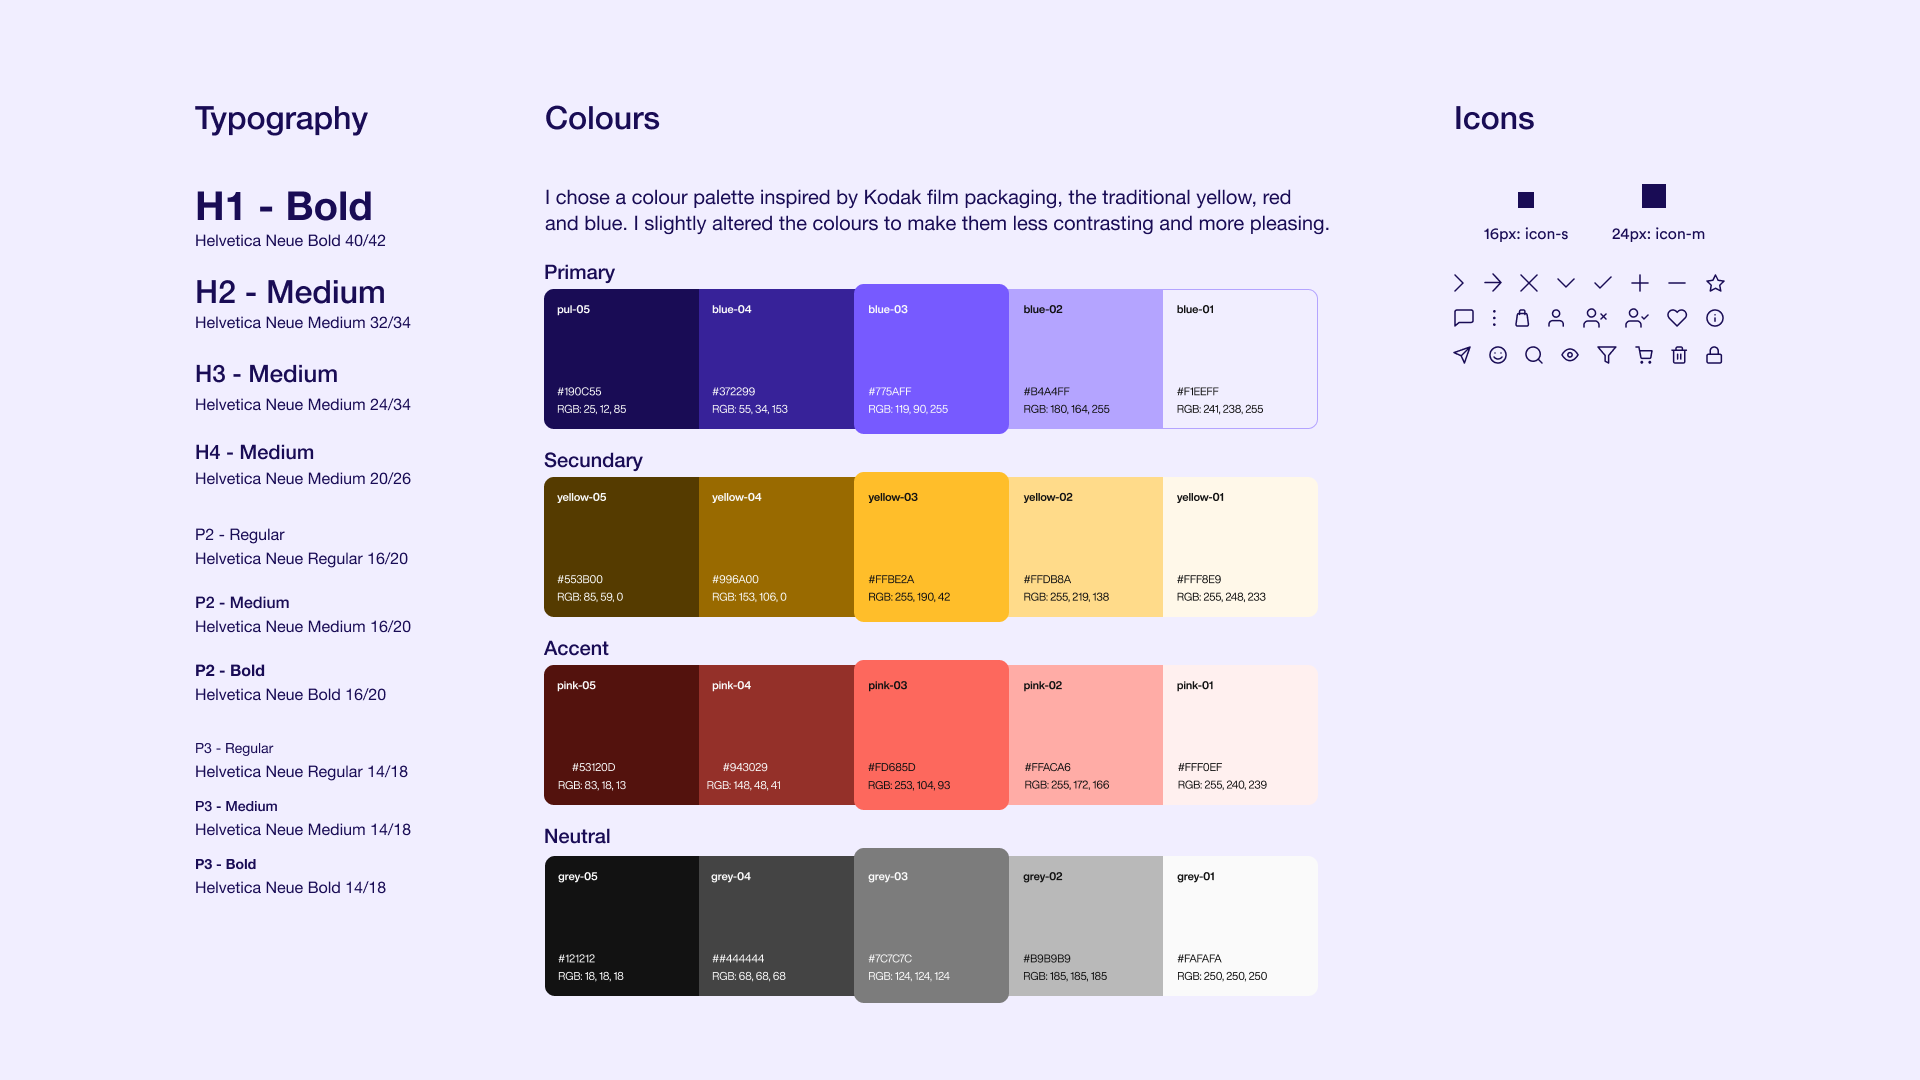 Typography
H1 - Bold
Helvetica Neue Bold 40/42
H2 - Medium
Helvetica Neue Medium 32/34
H3 - Medium
Helvetica Neue Medium 24/34
H4 - Medium
Helvetica Neue Medium 20/26
P2 - Regular
Helvetica Neue Regular 16/20
P2 - Medium
Helvetica Neue Medium 16/20
P2 - Bold
Helvetica Neue Bold 16/20
P3 - Regular
Helvetica Neue Regular 14/18
P3 - Medium
Helvetica Neue Medium 14/18
P3 - Bold
Helvetica Neue Bold 14/18
Colours
I chose a colour palette inspired by Kodak film packaging, the traditional yellow, red
and blue. I slightly altered the colours to make them less contrasting and more pleasing.
Primary
pul-05
#190C55
RGB: 25, 12, 85
blue-04
#372299
RGB: 55, 34, 153
blue-03
#775AFF
RGB: 119, 90, 255
blue-02
#B4A4FF
RGB: 180, 164, 255
blue-01
#F1EEFF
RGB: 241, 238, 255
Secundary
yellow-05
#553B00
RGB: 85, 59, 0
yellow-04
#996A00
RGB: 153, 106, 0
yellow-03
#FFBE2A
RGB: 255, 190, 42
yellow-02
#FFDB8A
RGB: 255, 219, 138
yellow-01
#FFF8E9
RGB: 255, 248, 233
Accent
pink-05
#53120D
RGB: 83, 18, 13
pink-04
#943029
RGB: 148, 48, 41
pink-03
#FD685D
RGB: 253, 104, 93
pink-02
#FFACA6
RGB: 255, 172, 166
pink-01
#FFF0EF
RGB: 255, 240, 239
Neutral
grey-05
#121212
RGB: 18, 18, 18
grey-04
##444444
RGB: 68, 68, 68
grey-03
#7C7C7C
RGB: 124, 124, 124
grey-02
#B9B9B9
RGB: 185, 185, 185
grey-01
#FAFAFA
RGB: 250, 250, 250
Icons
16px: icon-s
24px: icon-m